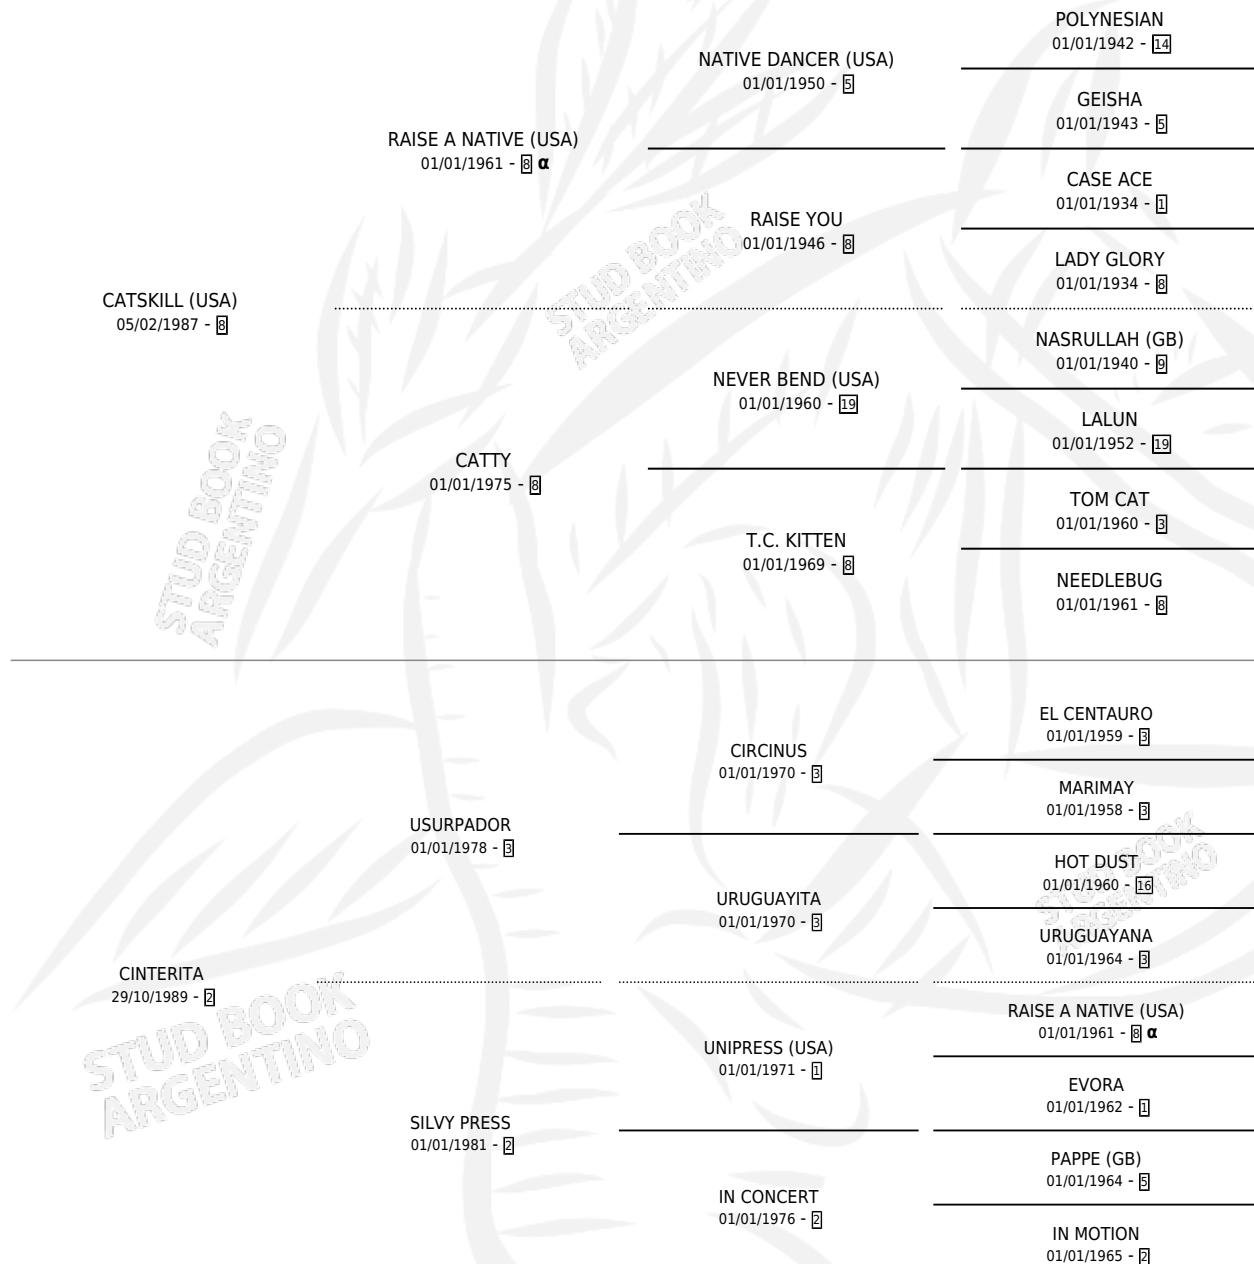 POLYNESIAN
01/01/1942 - 14
NATIVE DANCER (USA)
01/01/1950 - 5
GEISHA
01/01/1943 - 5
RAISE A NATIVE (USA)
01/01/1961 - 8 α
CASE ACE
01/01/1934 - 1
RAISE YOU
01/01/1946 - 8
LADY GLORY
01/01/1934 - 8
CATSKILL (USA)
05/02/1987 - 8
NASRULLAH (GB)
01/01/1940 - 9
NEVER BEND (USA)
01/01/1960 - 19
LALUN
01/01/1952 - 19
CATTY
01/01/1975 - 8
TOM CAT
01/01/1960 - 3
T.C. KITTEN
01/01/1969 - 8
NEEDLEBUG
01/01/1961 - 8
EL CENTAURO
01/01/1959 - 3
CIRCINUS
01/01/1970 - 3
MARIMAY
01/01/1958 - 3
USURPADOR
01/01/1978 - 3
HOT DUST
01/01/1960 - 16
URUGUAYITA
01/01/1970 - 3
URUGUAYANA
01/01/1964 - 3
CINTERITA
29/10/1989 - 2
RAISE A NATIVE (USA)
01/01/1961 - 8 α
UNIPRESS (USA)
01/01/1971 - 1
EVORA
01/01/1962 - 1
SILVY PRESS
01/01/1981 - 2
PAPPE (GB)
01/01/1964 - 5
IN CONCERT
01/01/1976 - 2
IN MOTION
01/01/1965 - 2
STUD BOOK
ARGENTINO
STUD BOOK
ARGENTINO
STUD BOOK
ARGENTINO
STUD BOOK
ARGENTINO